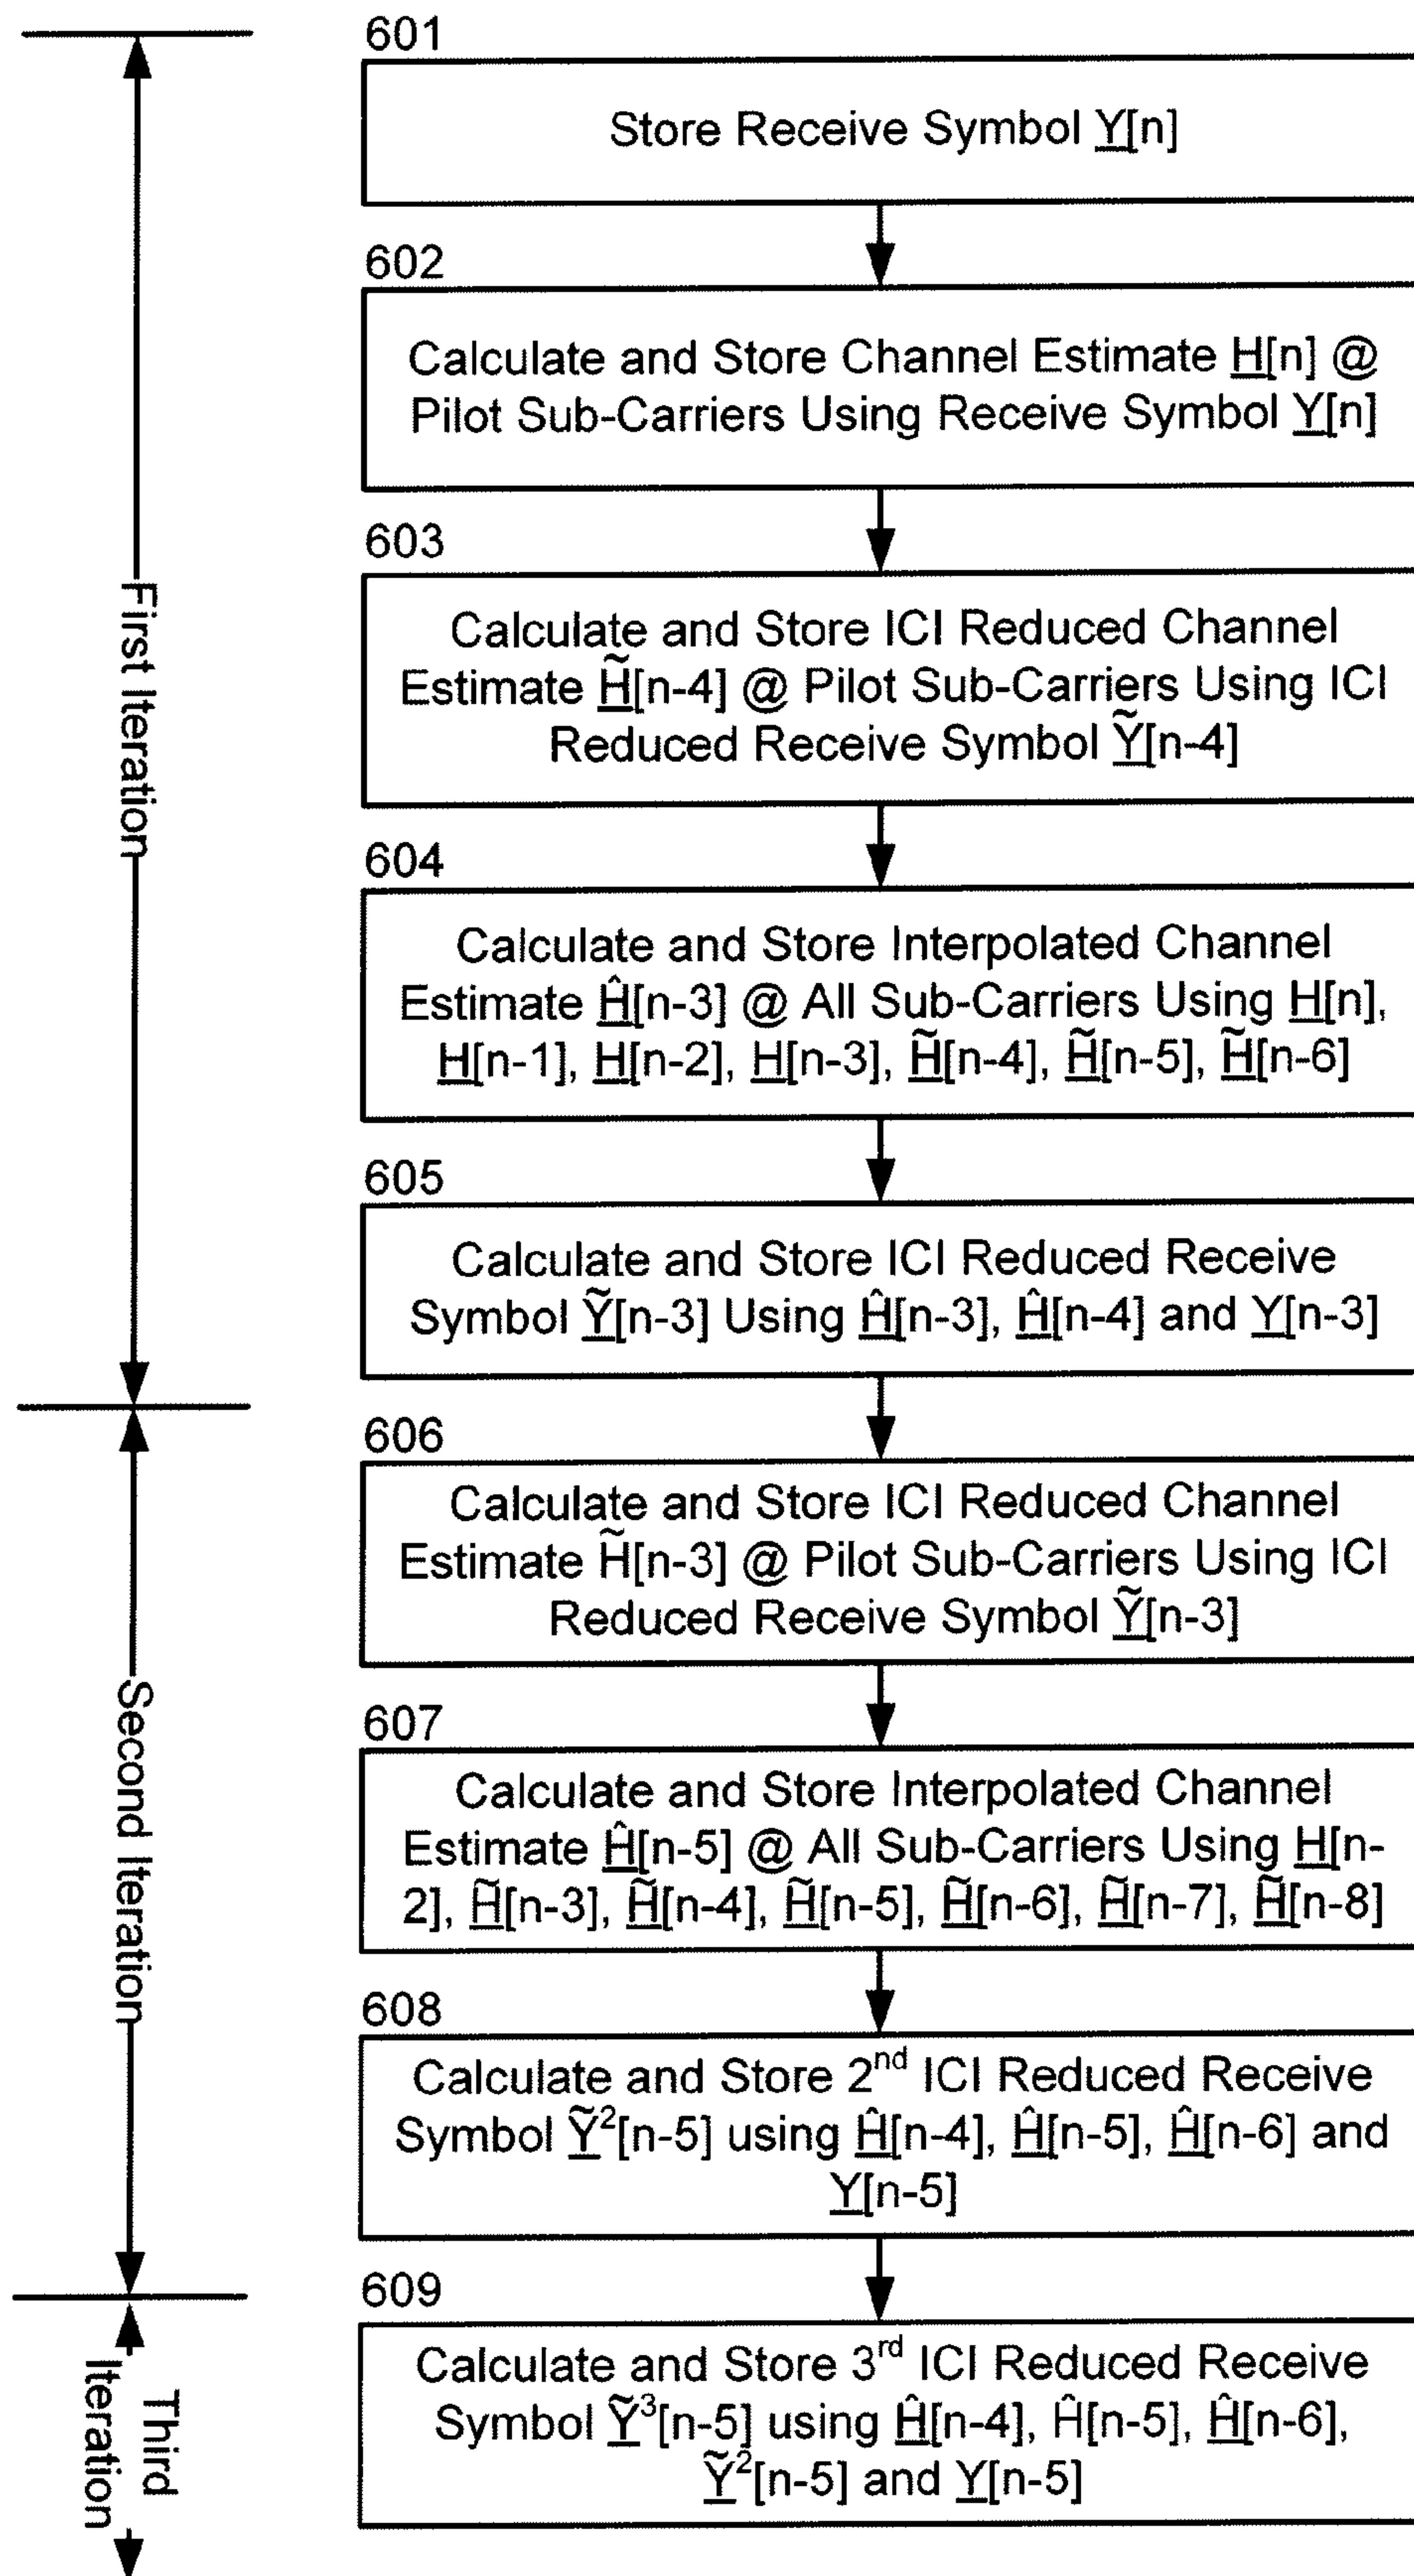 601
Store Receive Symbol Y̲[n]
602
Calculate and Store Channel Estimate H̲[n] @
Pilot Sub-Carriers Using Receive Symbol Y̲[n]
603
Calculate and Store ICI Reduced Channel
Estimate H̲̃[n-4] @ Pilot Sub-Carriers Using ICI
Reduced Receive Symbol Ỹ̲[n-4]
604
Calculate and Store Interpolated Channel
Estimate Ĥ̲[n-3] @ All Sub-Carriers Using H̲[n],
H̲[n-1], H̲[n-2], H̲[n-3], H̲̃[n-4], H̲̃[n-5], H̲̃[n-6]
605
Calculate and Store ICI Reduced Receive
Symbol Ỹ̲[n-3] Using Ĥ̲[n-3], Ĥ̲[n-4] and Y̲[n-3]
First Iteration
606
Calculate and Store ICI Reduced Channel
Estimate H̃[n-3] @ Pilot Sub-Carriers Using ICI
Reduced Receive Symbol Ỹ̲[n-3]
607
Calculate and Store Interpolated Channel
Estimate Ĥ̲[n-5] @ All Sub-Carriers Using H̲[n-
2], H̲̃[n-3], H̲̃[n-4], H̲̃[n-5], H̲̃[n-6], H̲̃[n-7], H̲̃[n-8]
608
Calculate and Store 2nd ICI Reduced Receive
Symbol Ỹ̲²[n-5] using Ĥ̲[n-4], Ĥ̲[n-5], Ĥ̲[n-6] and
Y̲[n-5]
Second Iteration
609
Calculate and Store 3rd ICI Reduced Receive
Symbol Ỹ̲³[n-5] using Ĥ̲[n-4], Ĥ[n-5], Ĥ̲[n-6],
Ỹ̲²[n-5] and Y̲[n-5]
Third
Iteration